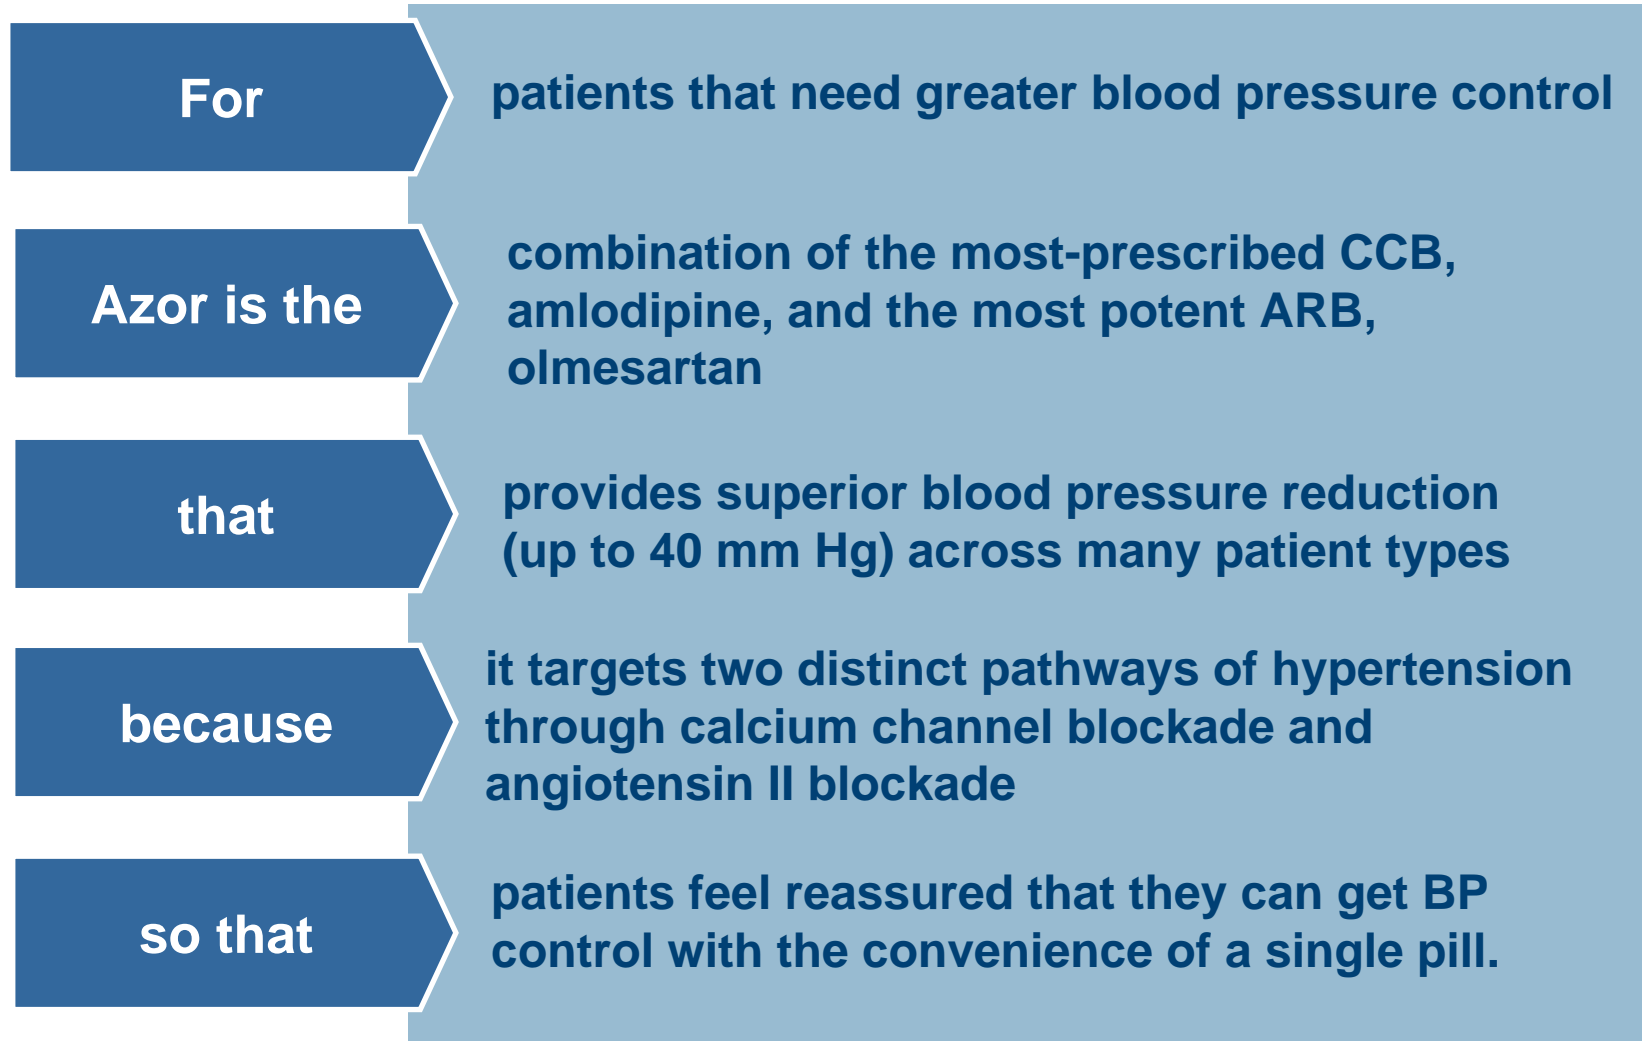 For
patients that need greater blood pressure control
Azor is the
combination of the most-prescribed CCB,
amlodipine, and the most potent ARB,
olmesartan
that
provides superior blood pressure reduction
(up to 40 mm Hg) across many patient types
because
it targets two distinct pathways of hypertension
through calcium channel blockade and
angiotensin II blockade
so that
patients feel reassured that they can get BP
control with the convenience of a single pill.